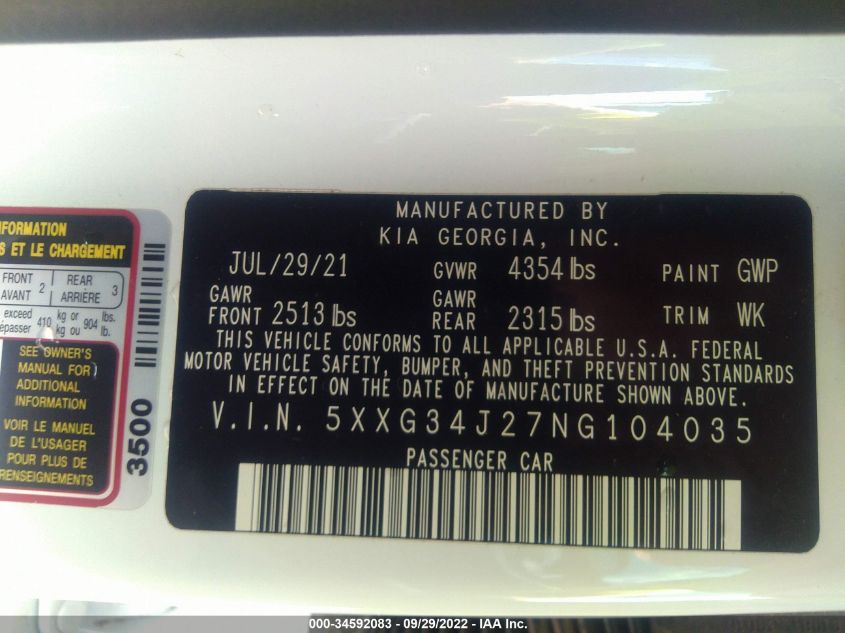 NFORMATION
S ET LE CHARGEMENT
FRONT 2 REAR 3
AVANT ARRIÈRE
exceed 410 kg or 904 lb.
épasser kg ou lb.
SEE OWNER'S
MANUAL FOR
ADDITIONAL
INFORMATION
VOIR LE MANUEL
DE L'USAGER
POUR PLUS DE
RENSEIGNEMENTS
3500
MANUFACTURED BY
KIA GEORGIA, INC.
JUL/29/21 GVWR 4354 lbs PAINT GWP
GAWR FRONT 2513 lbs GAWR REAR 2315 lbs TRIM WK
THIS VEHICLE CONFORMS TO ALL APPLICABLE U.S.A. FEDERAL
MOTOR VEHICLE SAFETY, BUMPER, AND THEFT PREVENTION STANDARDS
IN EFFECT ON THE DATE OF MANUFACTURE SHOWN ABOVE.
V.I.N. 5XXG34J27NG104035
PASSENGER CAR
000-34592083 - 09/29/2022 - IAA Inc.